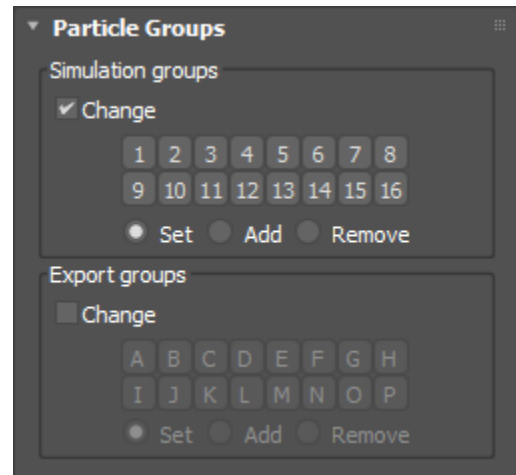 Particle Groups
Simulation groups
Change
1 2 3 4 5 6 7 8
9 10 11 12 13 14 15 16
Set Add Remove
Export groups
Change
A B C D E F G H
I J K L M N O P
Set Add Remove